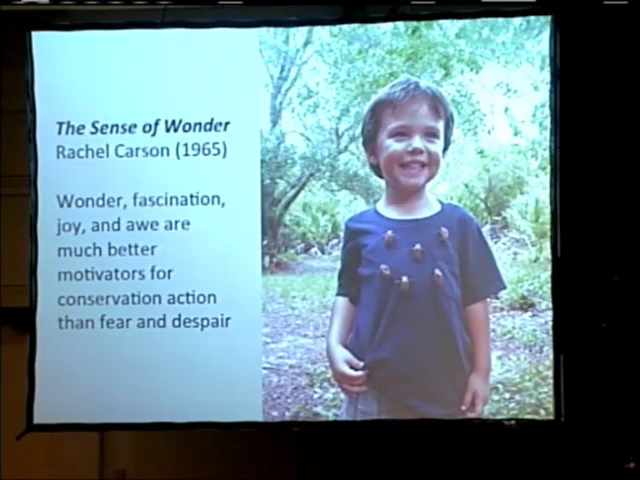 The Sense of Wonder
Rachel Carson (1965)
Wonder, fascination,
joy, and awe are
much better
motivators for
conservation action
than fear and despair